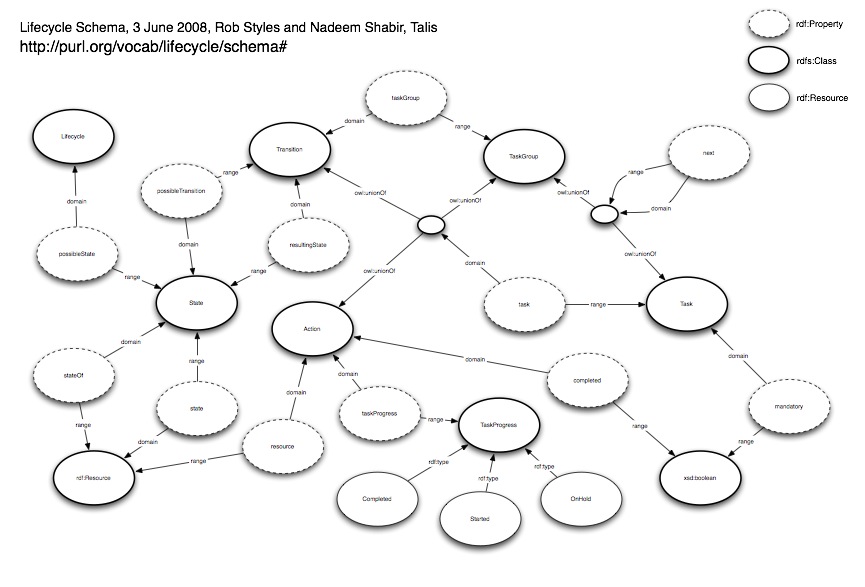 Lifecycle Schema, 3 June 2008, Rob Styles and Nadeem Shabir, Talis
http://purl.org/vocab/lifecycle/schema#
rdf:Property
rdfs:Class
rdf:Resource
taskGroup
domain
range
Lifecycle
Transition
TaskGroup
next
range
possibleTransition
range
owl:unionOf
owl:unionOf
owl:unionOf
domain
domain
domain
possibleState
domain
resultingState
owl:unionOf
range
range
owl:unionOf
domain
State
task
range
Task
Action
domain
range
domain
domain
stateOf
domain
completed
state
domain
taskProgress
range
TaskProgress
mandatory
range
domain
resource
range
range
range
rdf:Resource
rdf:type
rdf:type
rdf:type
xsd:boolean
Completed
Started
OnHold